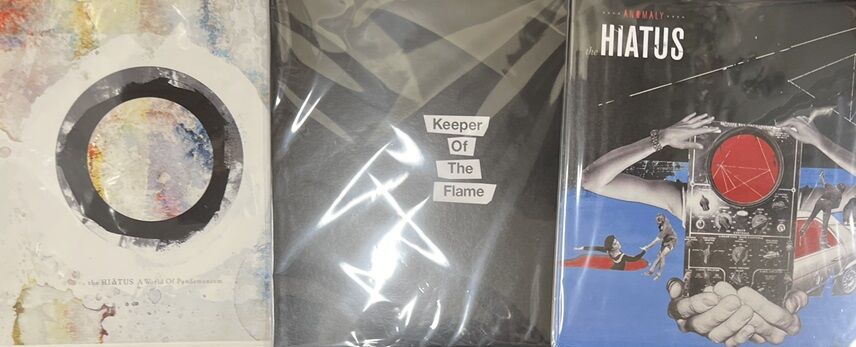 the HIATUS A World Of Pandemonium
Keeper
Of
The
Flame
ANOMALY
the HIATUS